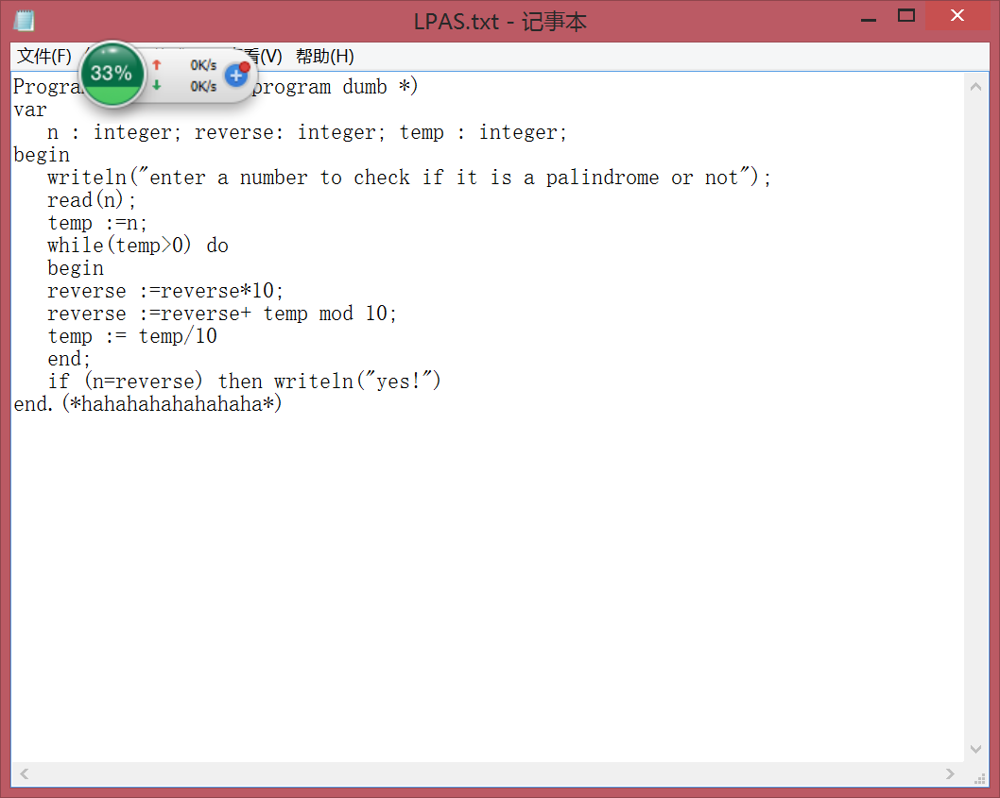 LPAS.txt - 记事本
文件(F) 看(V) 帮助(H)
33% 0K/s
0K/s
program dumb *)
var
n : integer; reverse: integer; temp : integer;
begin
writeln("enter a number to check if it is a palindrome or not");
read(n);
temp :=n;
while(temp>0) do
begin
reverse :=reverse*10;
reverse :=reverse+ temp mod 10;
temp := temp/10
end;
if (n=reverse) then writeln("yes!")
end.(*hahahahahahahaha*)